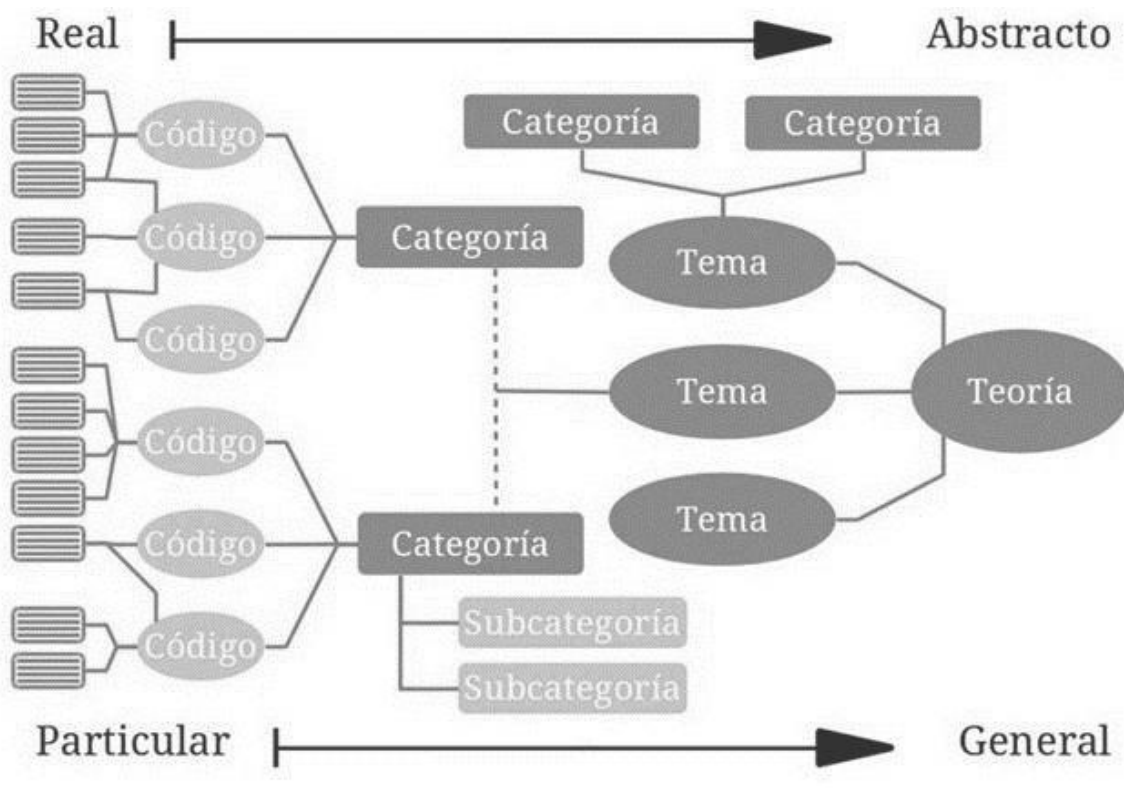 Real
Abstracto
Categoría
Categoría
Código
Código
Categoría
Tema
Código
Tema
Teoría
Código
Tema
Código
Categoría
Código
Subcategoría
Subcategoría
Particular
General